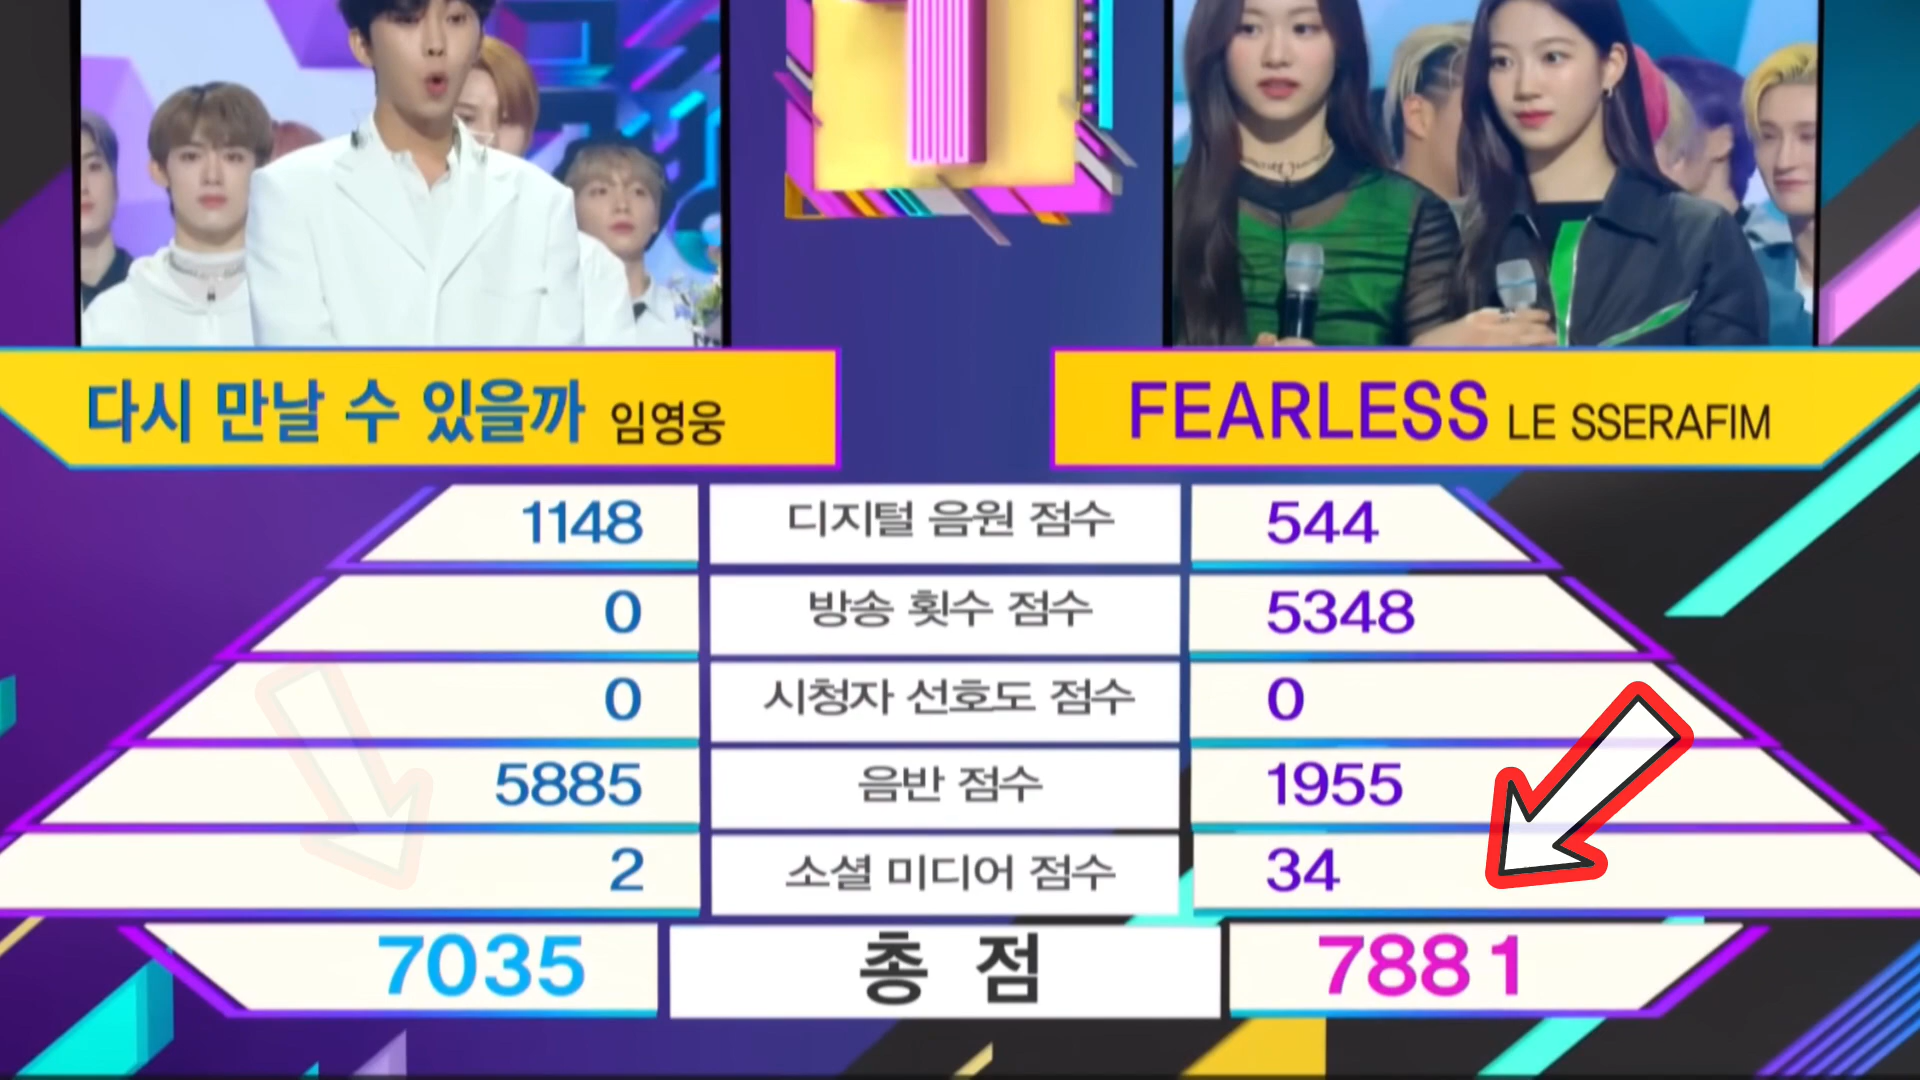 다시 만날 수 있을까 임영웅
FEARLESS LE SSERAFIM
1148 디지털 음원 점수 544
0 방송 횟수 점수 5348
0 시청자 선호도 점수 0
5885 음반 점수 1955
2 소셜 미디어 점수 34
7035 총 점 7881